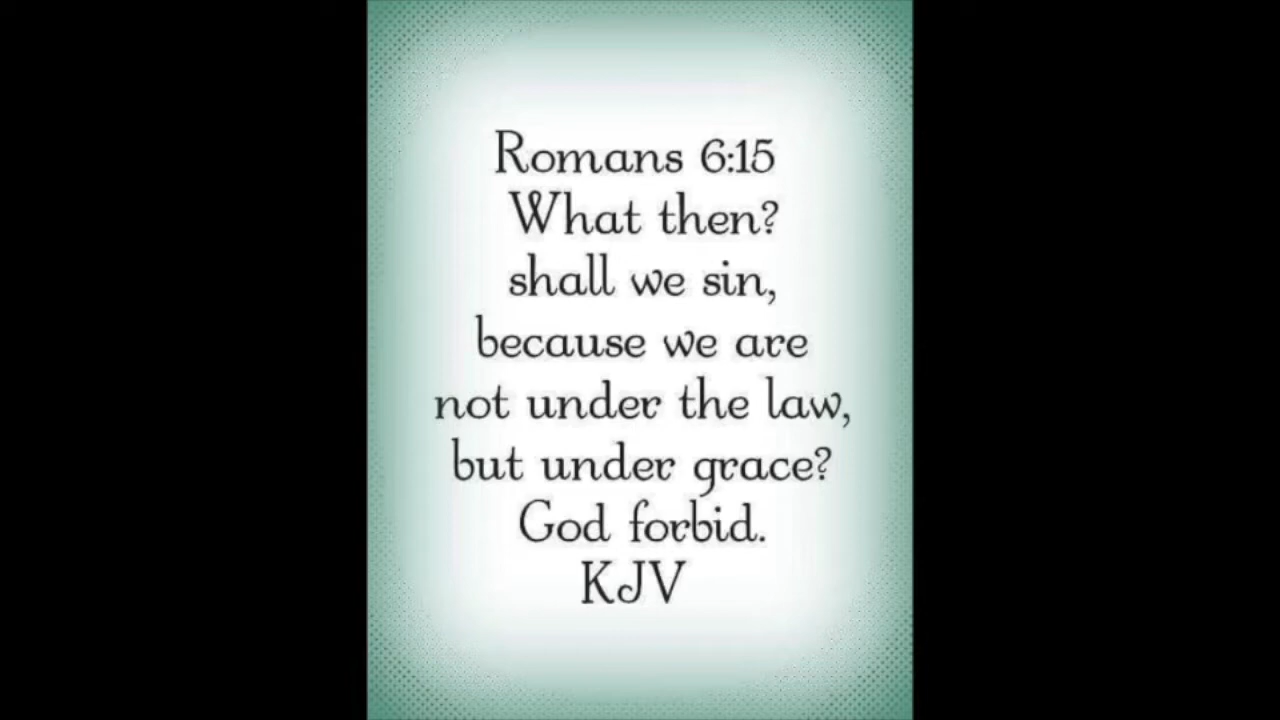 Romans 6:15
What then?
shall we sin,
because we are
not under the law,
but under grace?
God forbid.
KJV